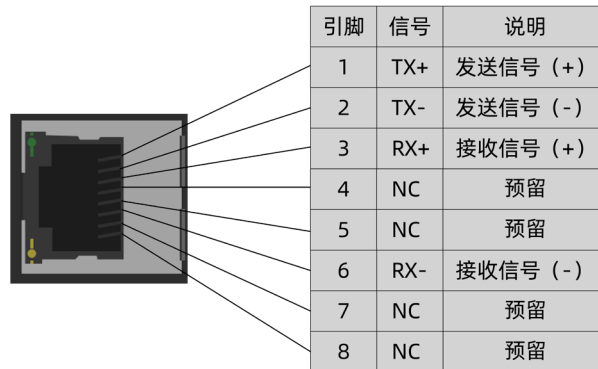 引脚 信号 说明
1 TX+ 发送信号（+）
2 TX- 发送信号（-）
3 RX+ 接收信号（+）
4 NC 预留
5 NC 预留
6 RX- 接收信号（-）
7 NC 预留
8 NC 预留